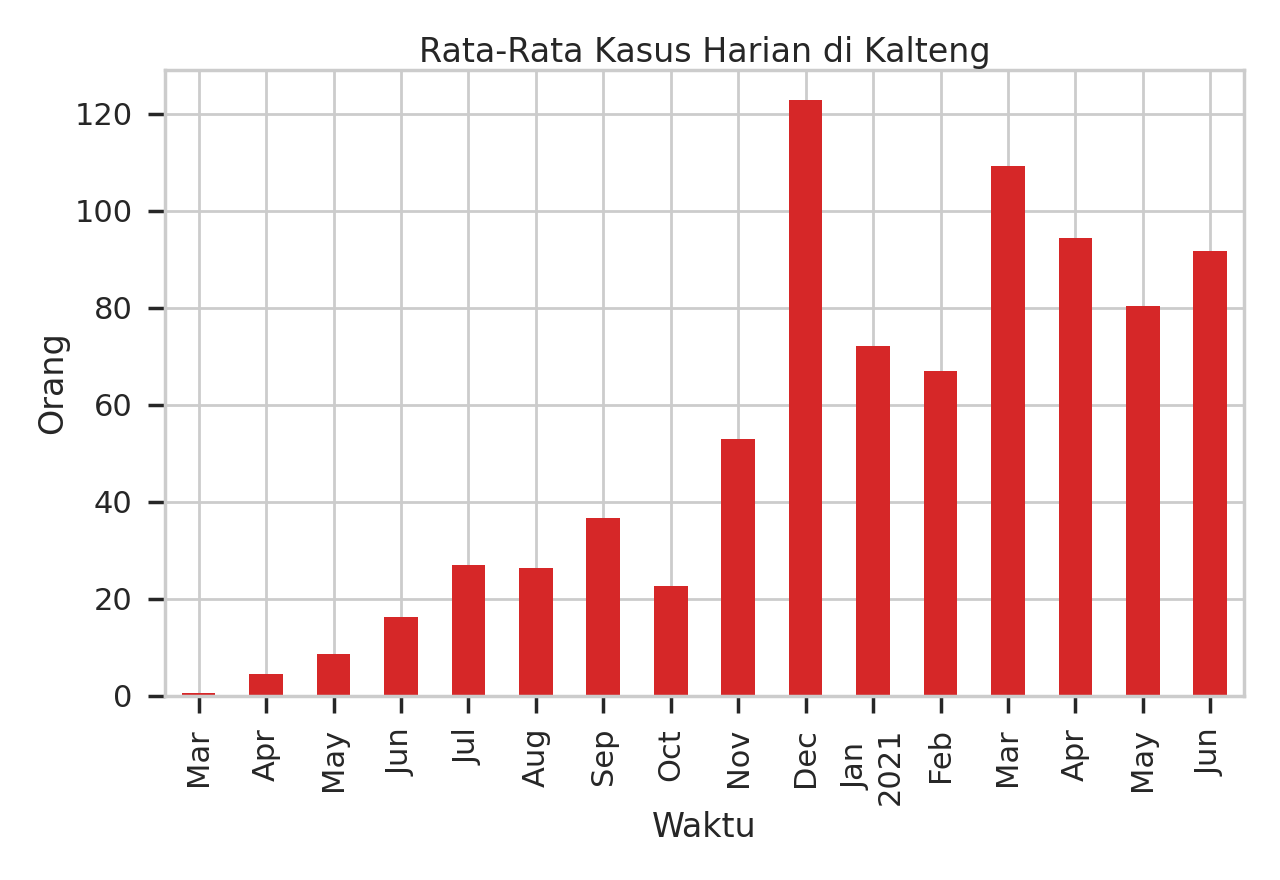 Rata-Rata Kasus Harian di Kalteng
120
100
80
60
40
20
0
Orang
Mar
Apr
May
Jun
Jul
Aug
Sep
Oct
Nov
Dec
Jan
2021
Feb
Mar
Apr
May
Jun
Waktu